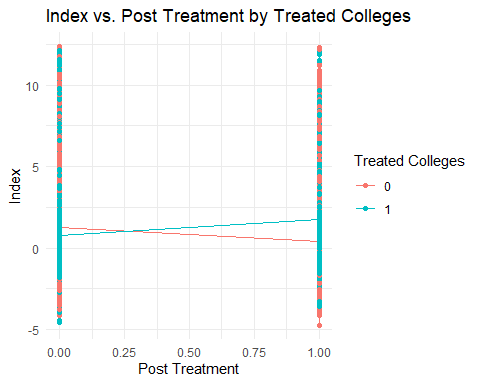 Index vs. Post Treatment by Treated Colleges
10
5
0
-5
Index
0.00 0.25 0.50 0.75 1.00
Post Treatment
Treated Colleges
0
1